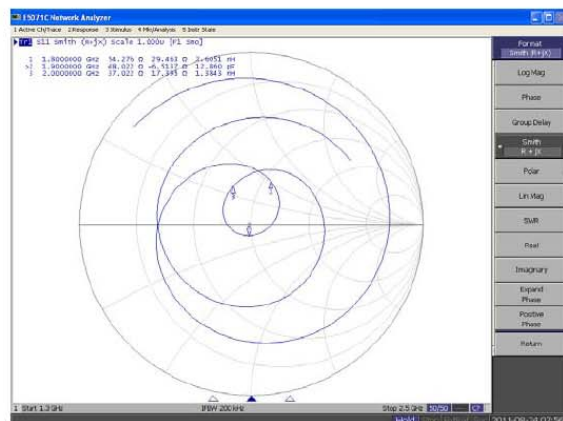 E5071C Network Analyzer
1 Active Ch/Trace 2 Response 3 Stimulus 4 Mkr/Analysis 5 Instr State
Tr1 S11 Smith (R+jX) Scale 1.000U [F1 Smo]
1 1.8000000 GHz 54.276 Ω 29.463 Ω 2.6051 nH
>2 1.9000000 GHz 48.022 Ω -6.5137 Ω 12.860 pF
3 2.0000000 GHz 37.022 Ω 17.395 Ω 1.3843 nH
1 Start 1.3 GHz IFBW 200 kHz Stop 2.5 GHz
Format
Smith (R+jX)
Log Mag
Phase
Group Delay
Smith
R + jX
Polar
Lin Mag
SWR
Real
Imaginary
Expand
Phase
Positive
Phase
Return